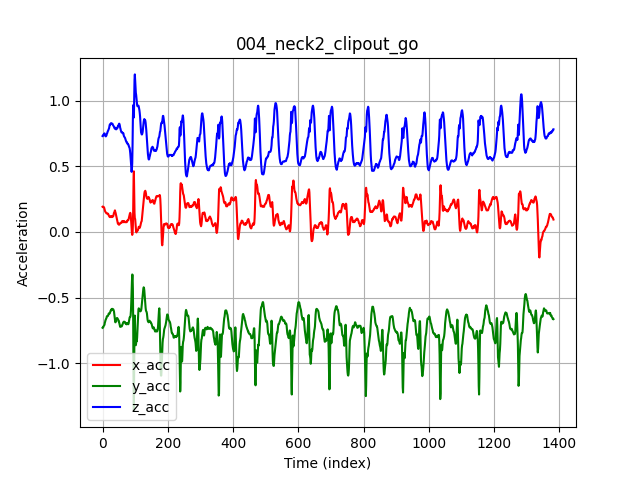 004_neck2_clipout_go
1.0
0.5
0.0
−0.5
−1.0
Acceleration
x_acc
y_acc
z_acc
0 200 400 600 800 1000 1200 1400
Time (index)